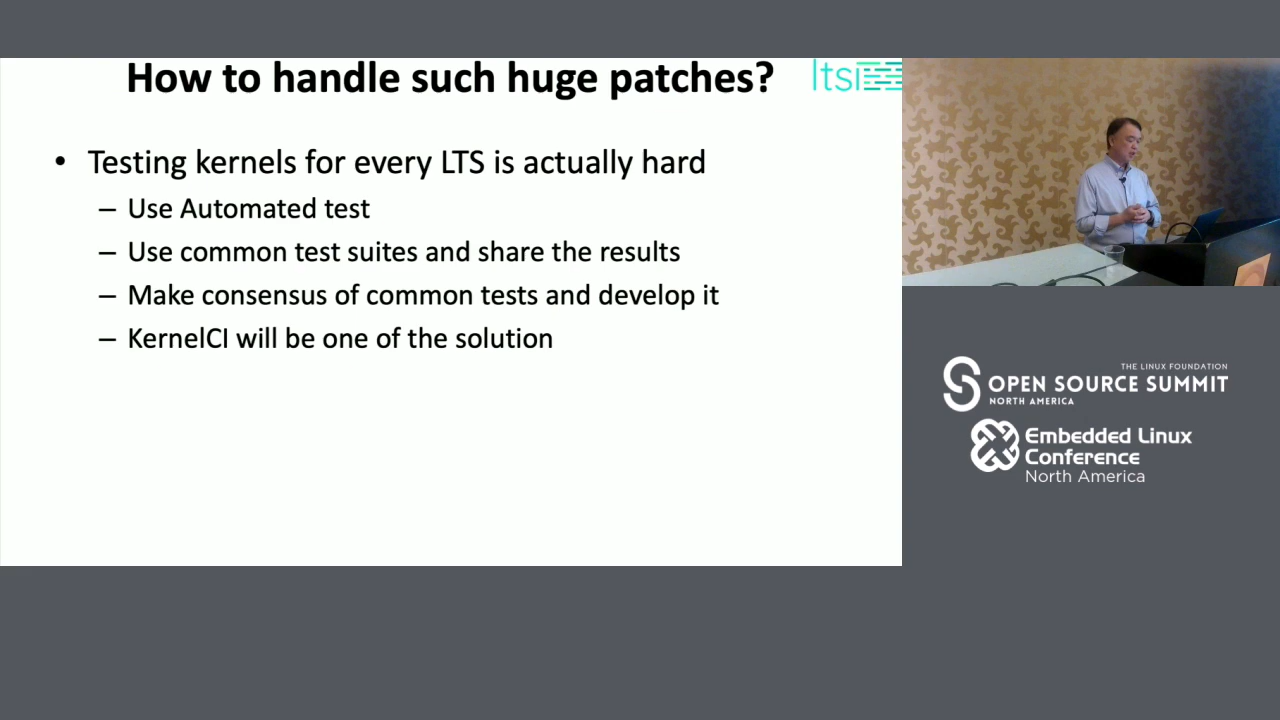 How to handle such huge patches?
ltsi
• Testing kernels for every LTS is actually hard
– Use Automated test
– Use common test suites and share the results
– Make consensus of common tests and develop it
– KernelCI will be one of the solution
THE LINUX FOUNDATION
OPEN SOURCE SUMMIT
NORTH AMERICA
Embedded Linux
Conference
North America